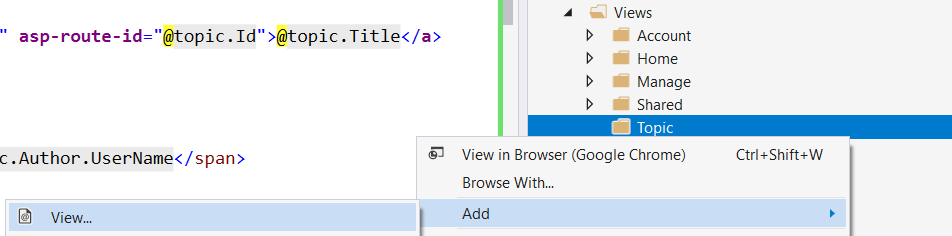 " asp-route-id="@topic.Id">@topic.Title</a>
c.Author.UserName</span>
Views
Account
Home
Manage
Shared
Topic
View in Browser (Google Chrome) Ctrl+Shift+W
Browse With...
Add
View...